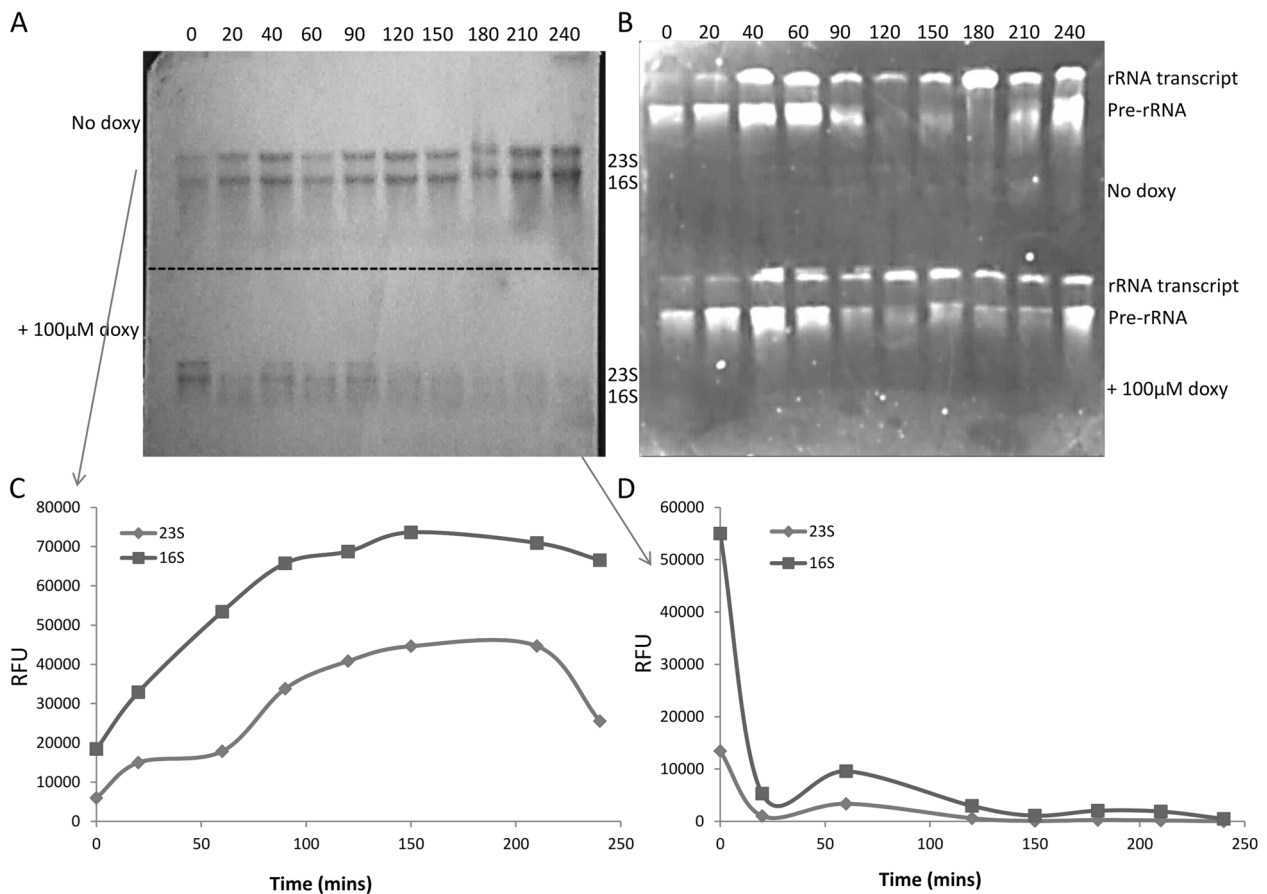 A
0 20 40 60 90 120 150 180 210 240
No doxy
23S
16S
+ 100µM doxy
23S
16S
B
0 20 40 60 90 120 150 180 210 240
rRNA transcript
Pre-rRNA
No doxy
rRNA transcript
Pre-rRNA
+ 100µM doxy
C
80000
70000
60000
50000
40000
30000
20000
10000
0
RFU
23S
16S
0 50 100 150 200 250
Time (mins)
D
60000
50000
40000
30000
20000
10000
0
RFU
23S
16S
0 50 100 150 200 250
Time (mins)